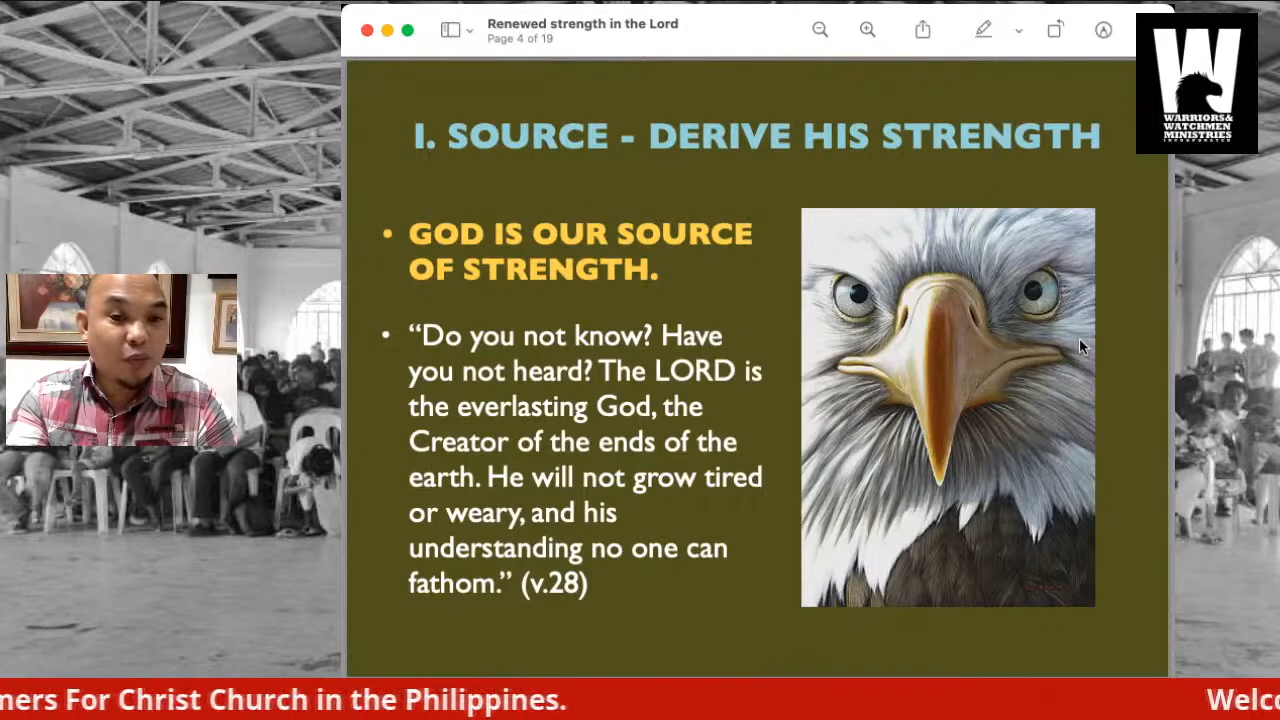 Renewed strength in the Lord
Page 4 of 19
W
WARRIORS&
WATCHMEN
MINISTRIES
INCORPORATED
I. SOURCE - DERIVE HIS STRENGTH
• GOD IS OUR SOURCE
OF STRENGTH.
• “Do you not know? Have
you not heard? The LORD is
the everlasting God, the
Creator of the ends of the
earth. He will not grow tired
or weary, and his
understanding no one can
fathom.” (v.28)
mers For Christ Church in the Philippines.
Welco